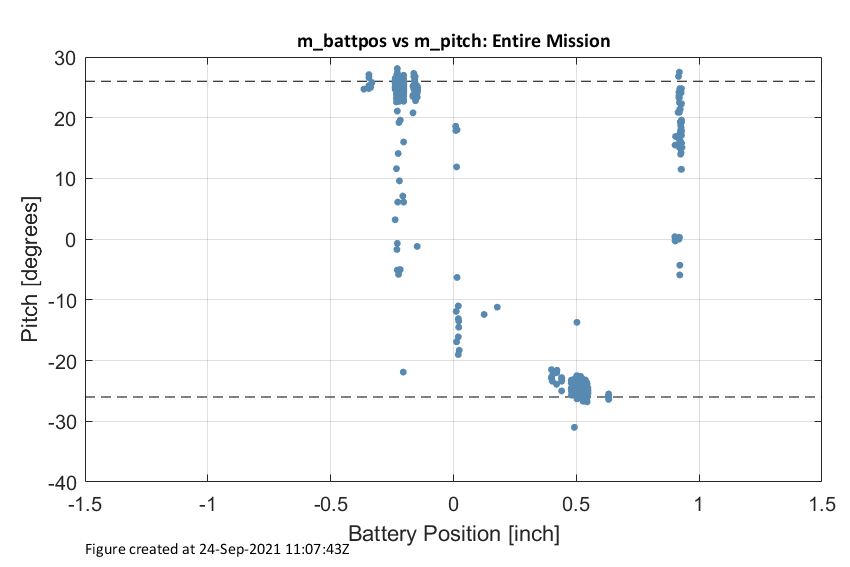 m_battpos vs m_pitch: Entire Mission
30
20
10
0
-10
-20
-30
-40
Pitch [degrees]
-1.5 -1 -0.5 0 0.5 1 1.5
Battery Position [inch]
Figure created at 24-Sep-2021 11:07:43Z